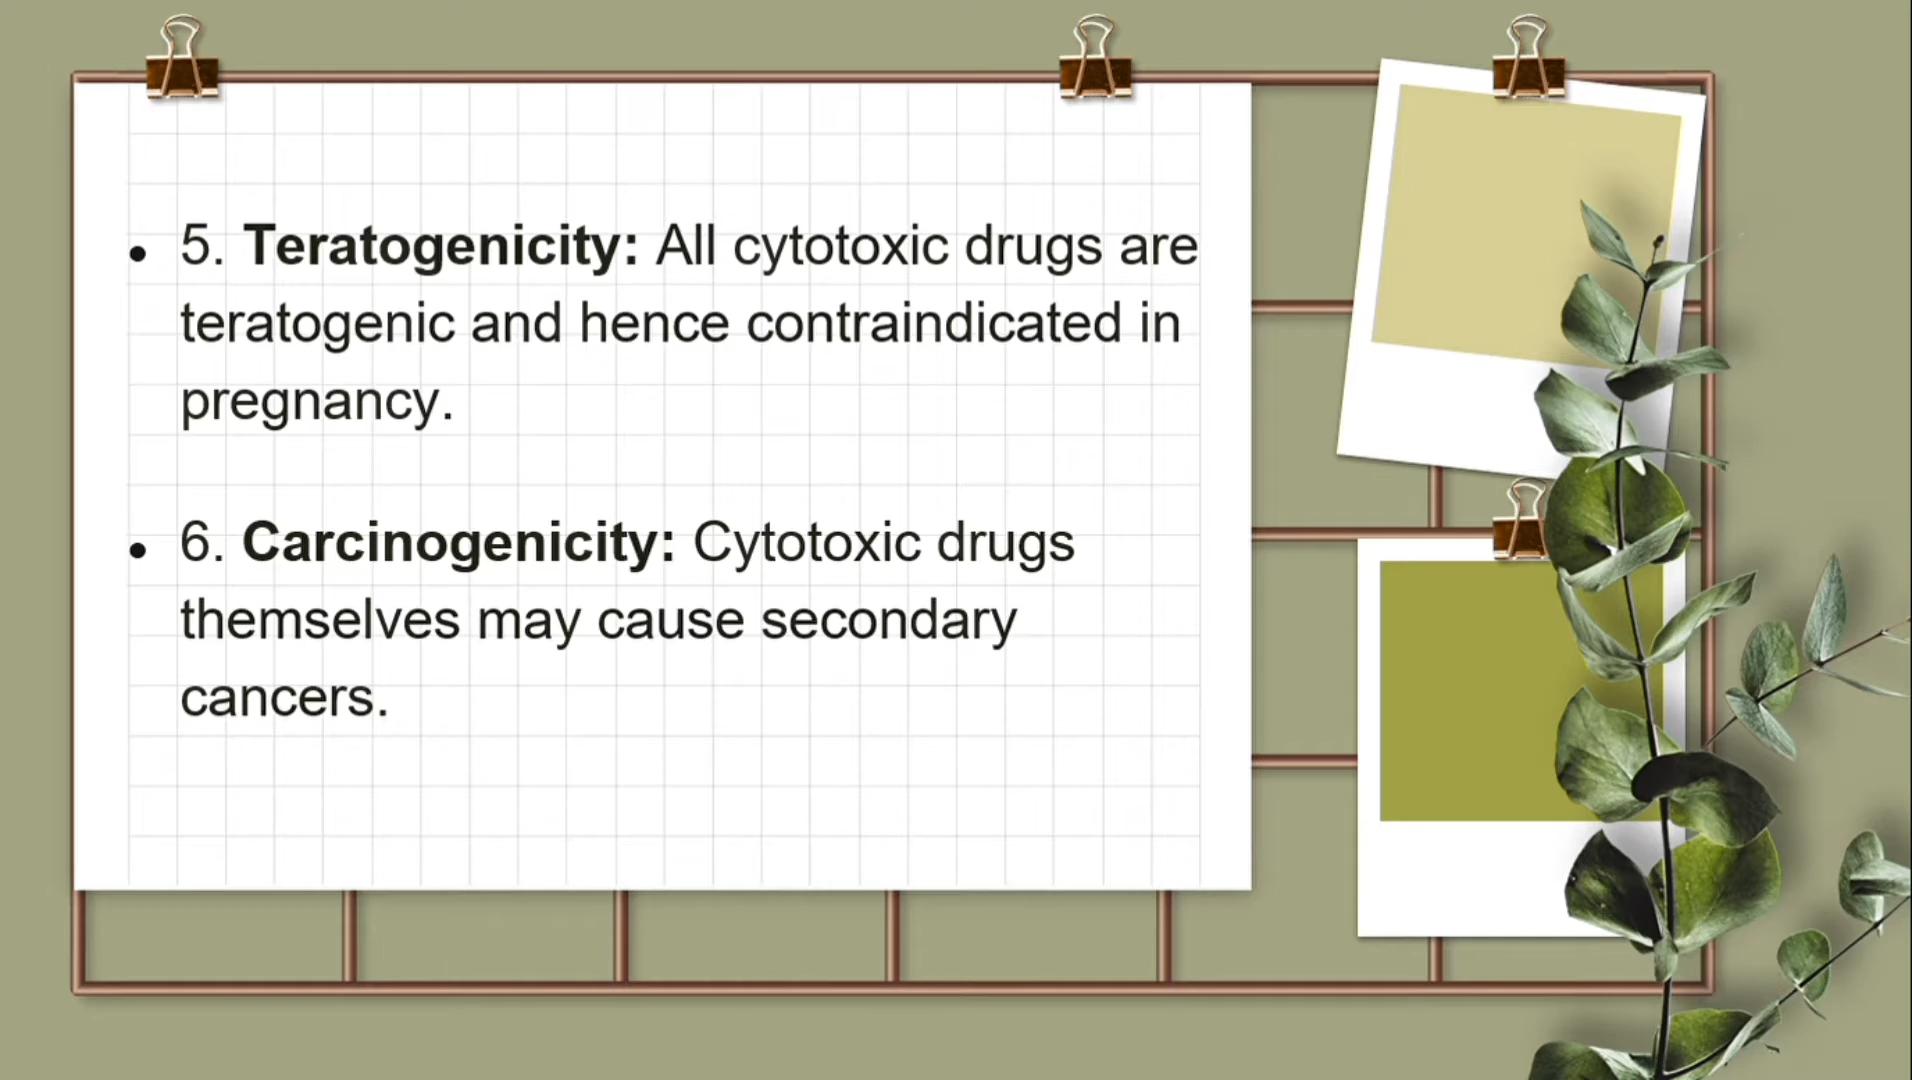 • 5. Teratogenicity: All cytotoxic drugs are
teratogenic and hence contraindicated in
pregnancy.
• 6. Carcinogenicity: Cytotoxic drugs
themselves may cause secondary
cancers.